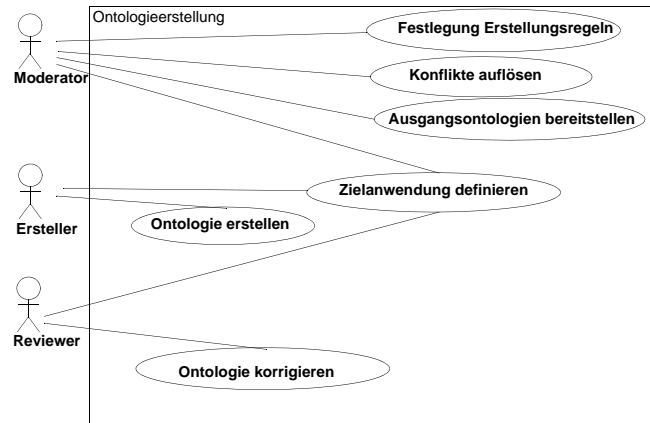 Ontologieerstellung
Festlegung Erstellungsregeln
Moderator
Konflikte auflösen
Ausgangsontologien bereitstellen
Zielanwendung definieren
Ersteller
Ontologie erstellen
Reviewer
Ontologie korrigieren